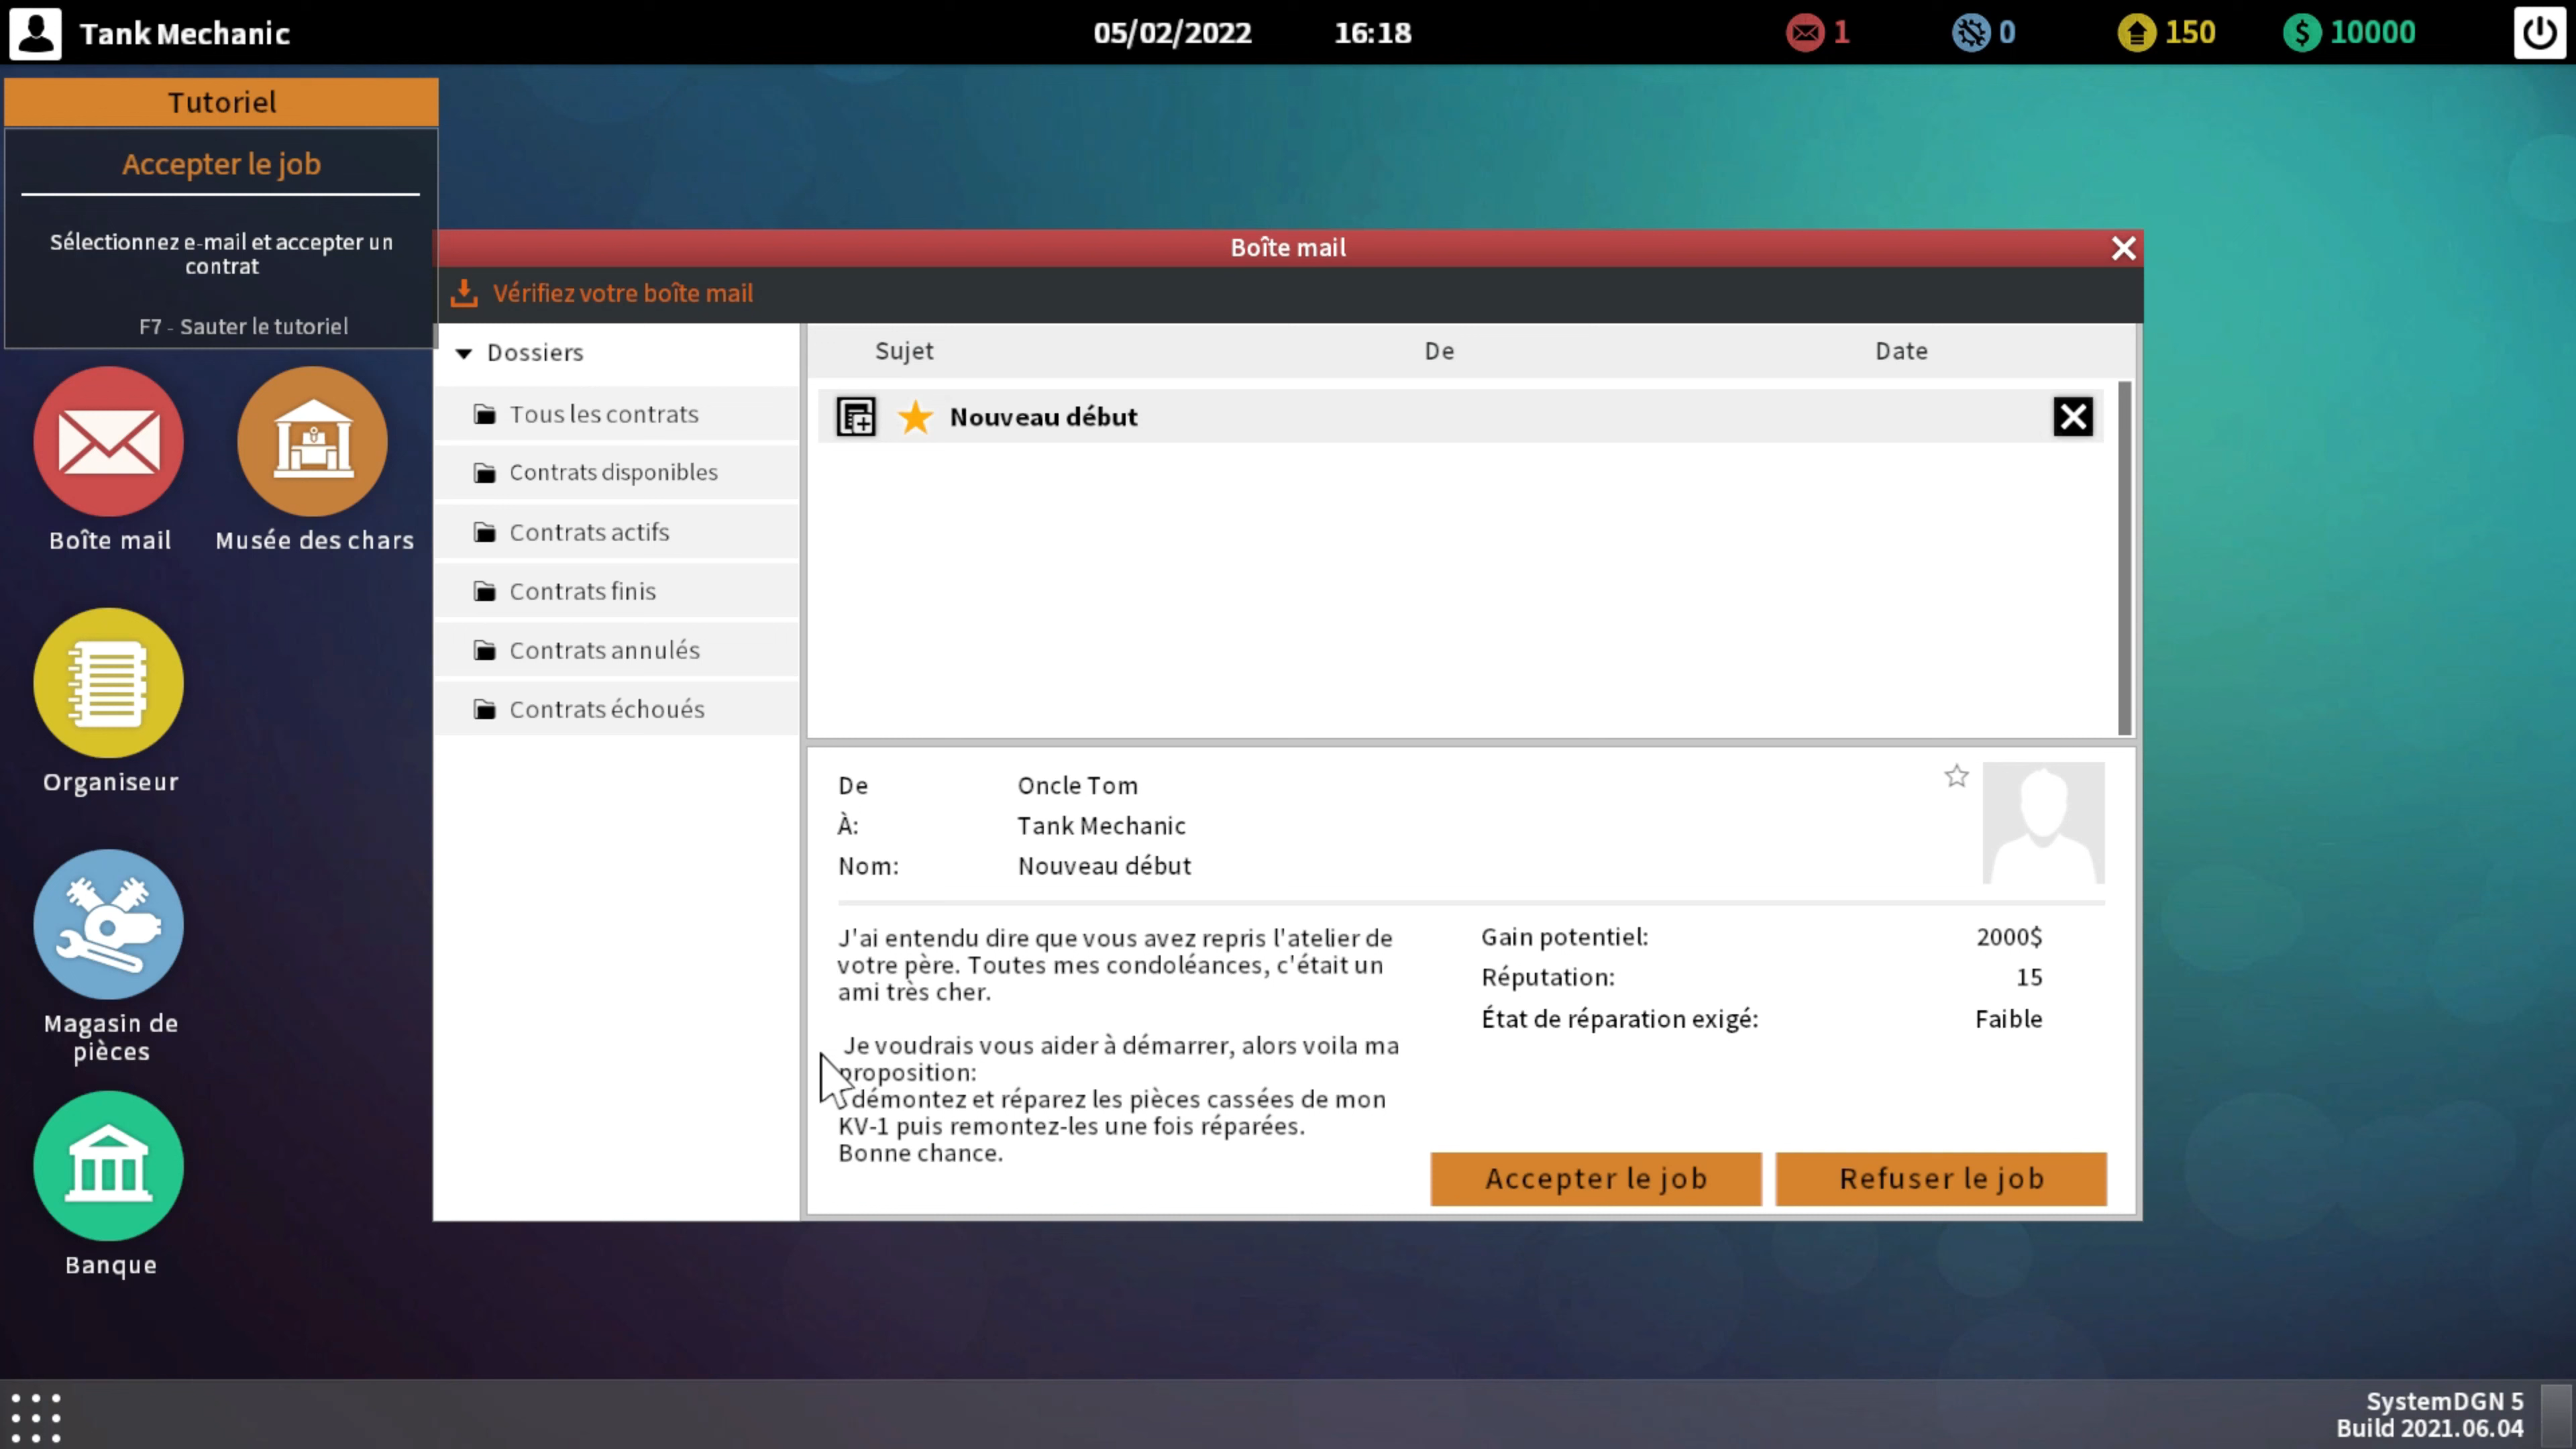 Tank Mechanic
05/02/2022
16:18
1
0
150
10000
Tutoriel
Accepter le job
Sélectionnez e-mail et accepter un
contrat
F7 - Sauter le tutoriel
Boîte mail
Musée des chars
Organiseur
Magasin de
pièces
Banque
Boîte mail
Vérifiez votre boîte mail
Dossiers
Tous les contrats
Contrats disponibles
Contrats actifs
Contrats finis
Contrats annulés
Contrats échoués
Sujet De Date
Nouveau début
De Oncle Tom
À: Tank Mechanic
Nom: Nouveau début
J'ai entendu dire que vous avez repris l'atelier de
votre père. Toutes mes condoléances, c'était un
ami très cher.
Je voudrais vous aider à démarrer, alors voila ma
proposition:
démontez et réparez les pièces cassées de mon
KV-1 puis remontez-les une fois réparées.
Bonne chance.
Gain potentiel: 2000$
Réputation: 15
État de réparation exigé: Faible
Accepter le job
Refuser le job
SystemDGN 5
Build 2021.06.04